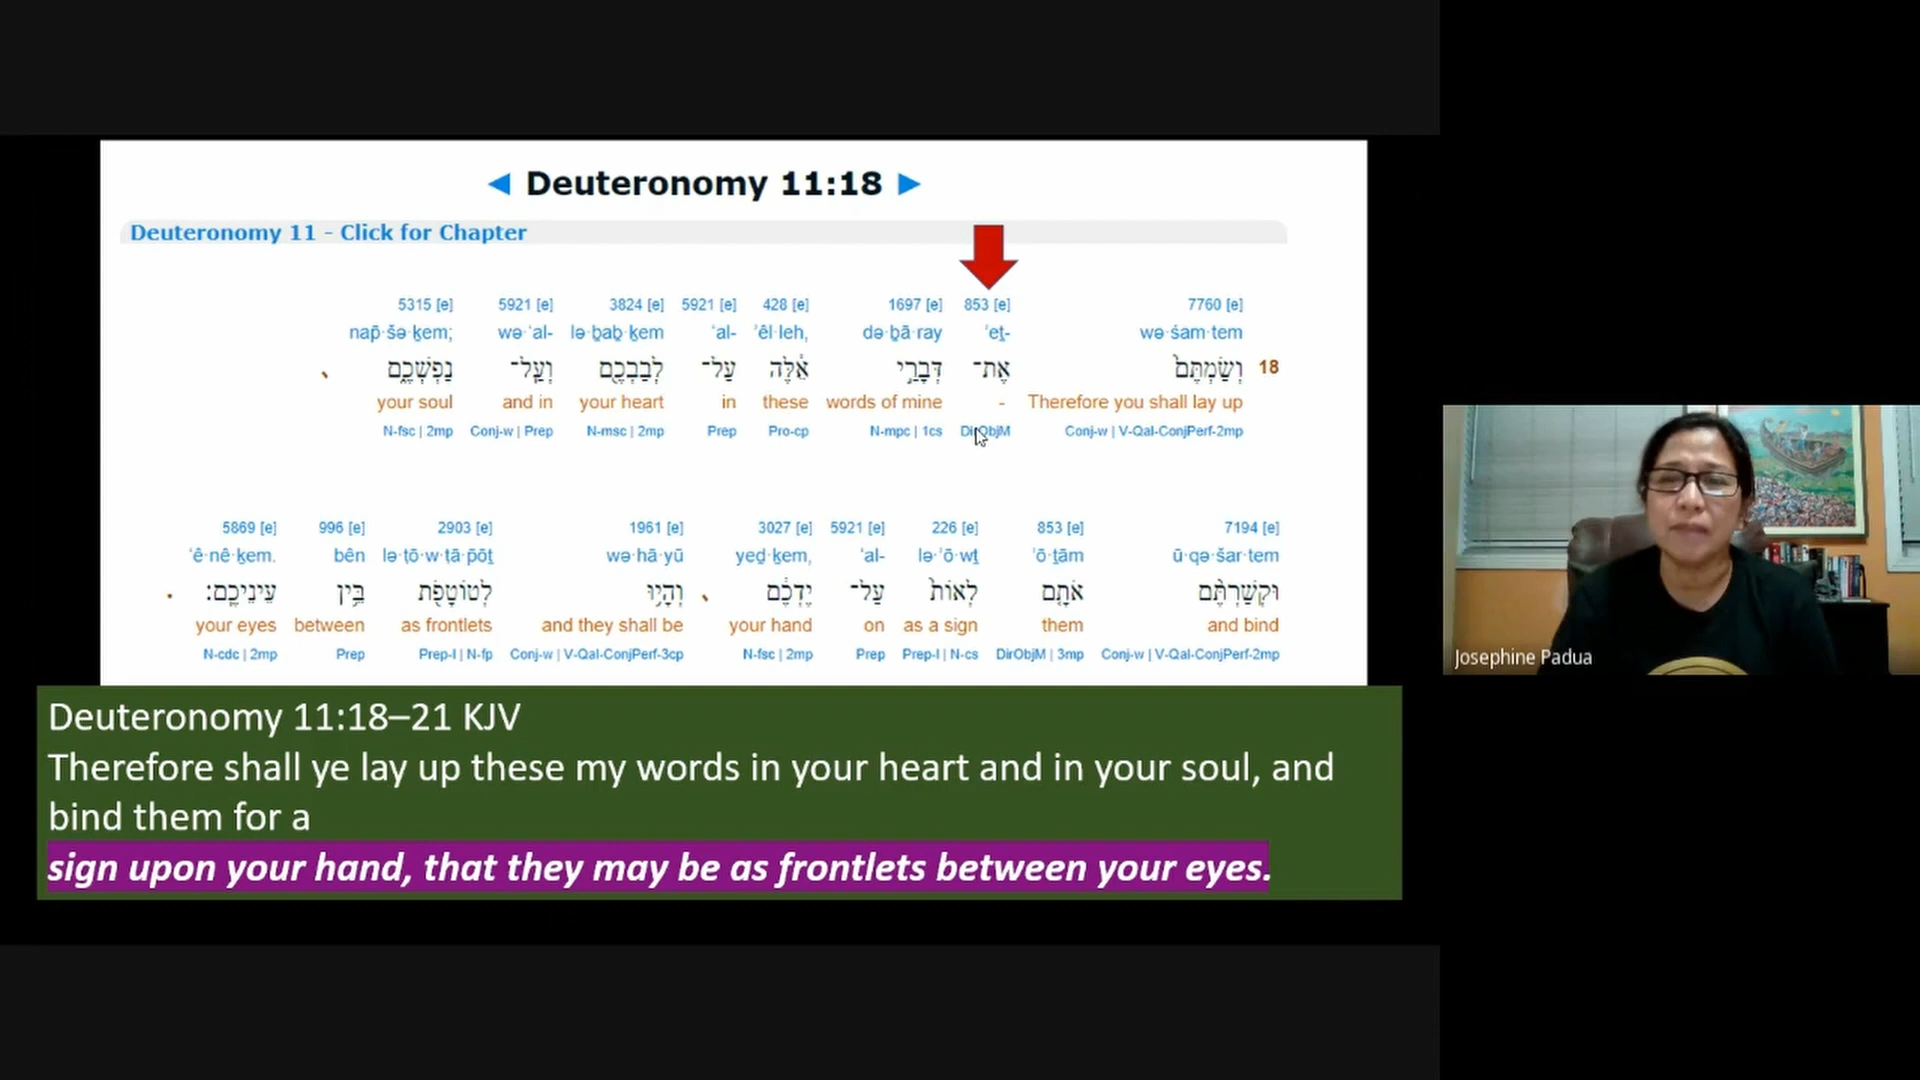 ◄ Deuteronomy 11:18 ►
Deuteronomy 11 - Click for Chapter
5315 [e] 5921 [e] 3824 [e] 5921 [e] 428 [e] 1697 [e] 853 [e] 7760 [e]
nap̄·šə·ḵem; wə·‘al- lə·ḇaḇ·ḵem ‘al- ’êl·leh, də·ḇā·ray ’eṯ- wə·śam·tem
18 וְשַׂמְתֶּם֙ אֶת־ דְּבָרַ֣י אֵ֔לֶּה עַל־ לְבַבְכֶ֖ם וְעַֽל־ נַפְשְׁכֶ֑ם 、
your soul and in your heart in these words of mine - Therefore you shall lay up
N-fsc | 2mp Conj-w | Prep N-msc | 2mp Prep Pro-cp N-mpc | 1cs DirObjM Conj-w | V-Qal-ConjPerf-2mp
5869 [e] 996 [e] 2903 [e] 1961 [e] 3027 [e] 5921 [e] 226 [e] 853 [e] 7194 [e]
‘ê·nê·ḵem. bên lə·ṭō·w·ṭā·p̄ōṯ wə·hā·yū yeḏ·ḵem, ‘al- lə·’ō·wṯ ’ō·ṯām ū·qə·šar·tem
וּקְשַׁרְתֶּ֨ם אֹתָ֤ם לְאוֹת֙ עַל־ יֶדְכֶ֔ם 、 וְהָי֥וּ לְטוֹטָפֹ֖ת בֵּ֥ין עֵינֵיכֶֽם׃ .
your eyes between as frontlets and they shall be your hand on as a sign them and bind
N-cdc | 2mp Prep Prep-l | N-fp Conj-w | V-Qal-ConjPerf-3cp N-fsc | 2mp Prep Prep-l | N-cs DirObjM | 3mp Conj-w | V-Qal-ConjPerf-2mp
Deuteronomy 11:18–21 KJV
Therefore shall ye lay up these my words in your heart and in your soul, and
bind them for a
sign upon your hand, that they may be as frontlets between your eyes.
Josephine Padua